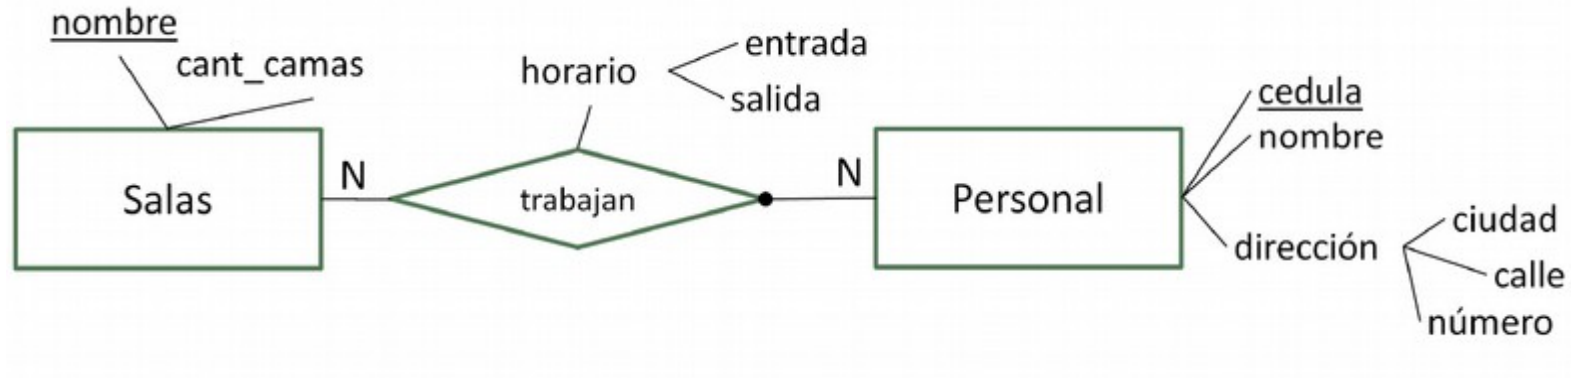 nombre
cant_camas
horario
entrada
salida
cedula
nombre
dirección
ciudad
calle
número
Salas
N
trabajan
N
Personal